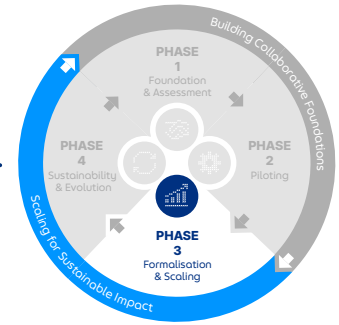 Building Collaborative Foundations
PHASE
1
Foundation
& Assessment
PHASE
2
Piloting
PHASE
3
Formalisation
& Scaling
PHASE
4
Sustainability
& Evolution
Scaling for Sustainable Impact